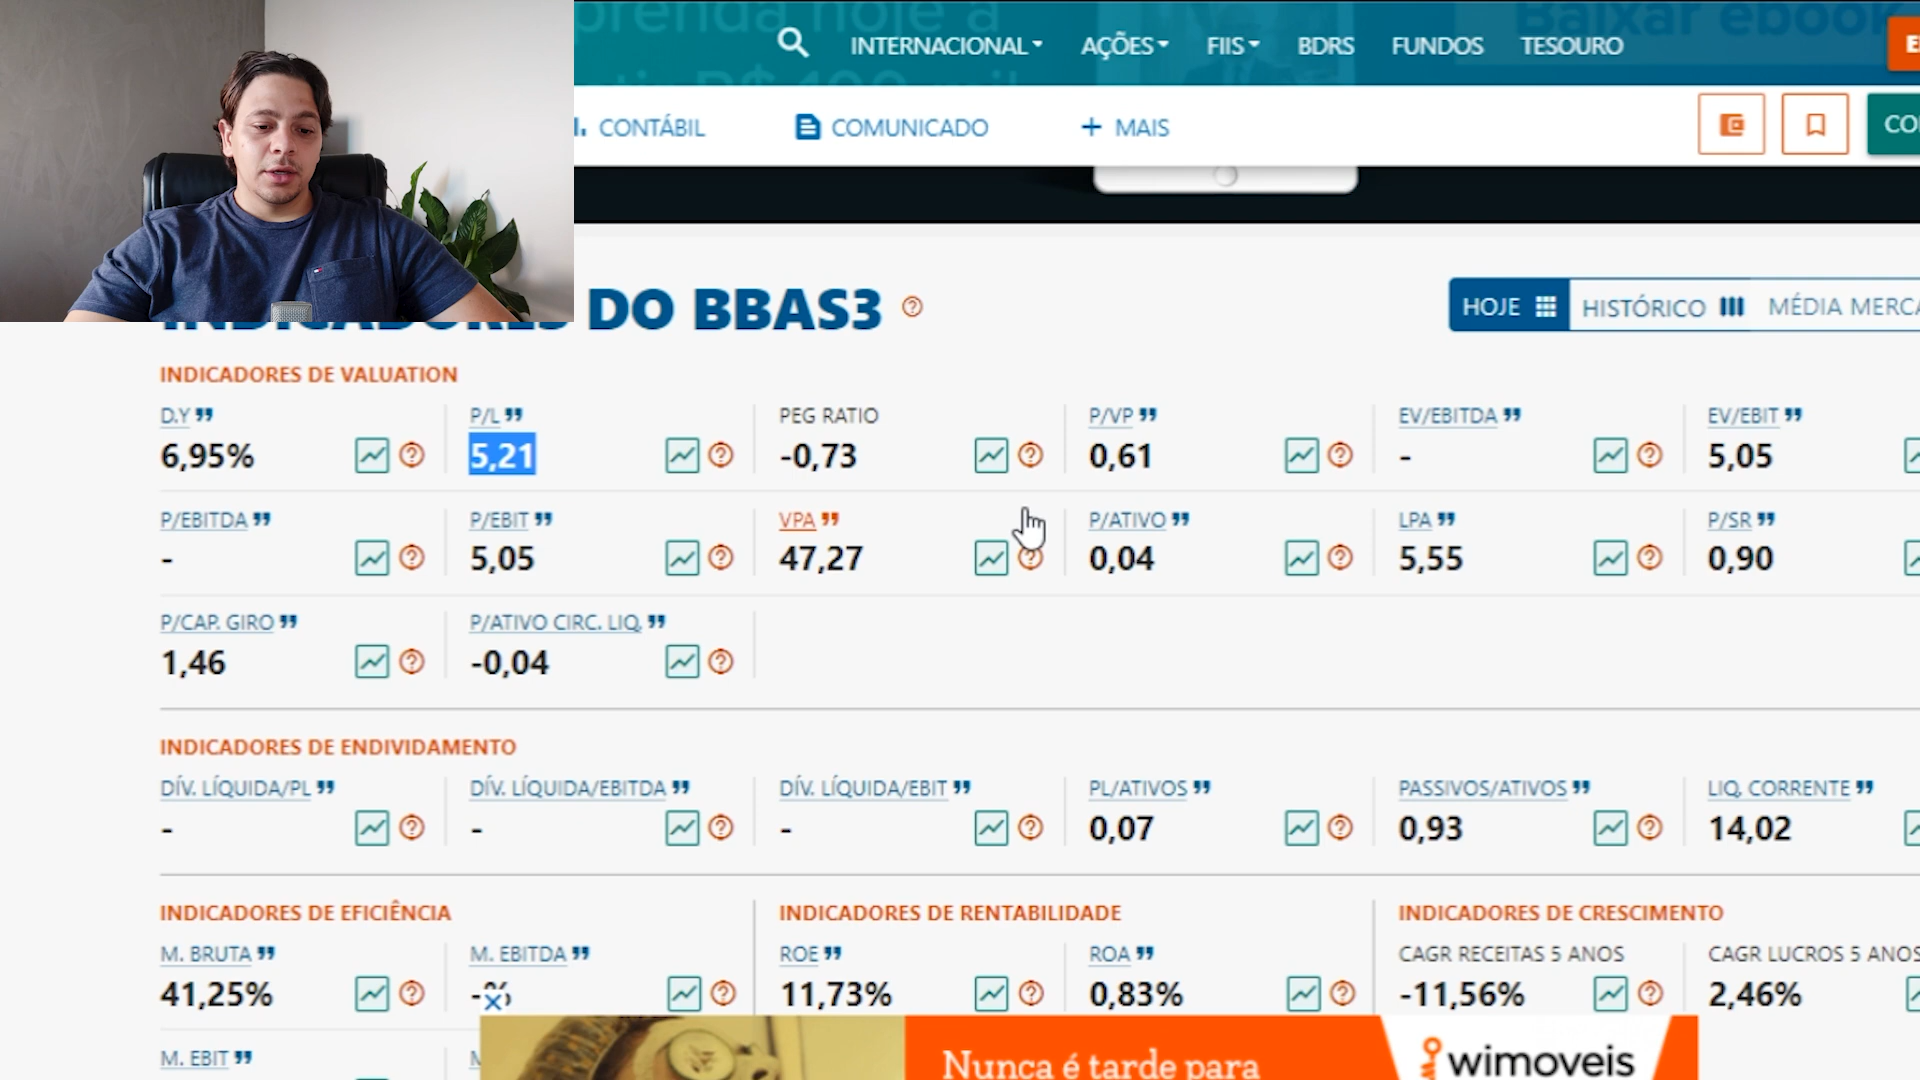 prenda hoje a
Baixar ebook
INTERNACIONAL
AÇÕES
FIIS
BDRS
FUNDOS
TESOURO
CONTÁBIL
COMUNICADO
+ MAIS
INDICADORES DO BBAS3
HOJE
HISTÓRICO
INDICADORES DE VALUATION
D.Y
P/L
PEG RATIO
P/VP
EV/EBITDA
EV/EBIT
6,95%
5,21
-0,73
0,61
-
5,05
P/EBITDA
P/EBIT
VPA
P/ATIVO
LPA
P/SR
-
5,05
47,27
0,04
5,55
0,90
P/CAP. GIRO
P/ATIVO CIRC. LIQ.
1,46
-0,04
INDICADORES DE ENDIVIDAMENTO
DÍV. LÍQUIDA/PL
DÍV. LÍQUIDA/EBITDA
DÍV. LÍQUIDA/EBIT
PL/ATIVOS
PASSIVOS/ATIVOS
LIQ. CORRENTE
-
-
-
0,07
0,93
14,02
INDICADORES DE EFICIÊNCIA
INDICADORES DE RENTABILIDADE
INDICADORES DE CRESCIMENTO
M. BRUTA
M. EBITDA
ROE
ROA
CAGR RECEITAS 5 ANOS
CAGR LUCROS 5 ANOS
41,25%
-%
11,73%
0,83%
-11,56%
2,46%
M. EBIT
Nunca é tarde para
wimoveis